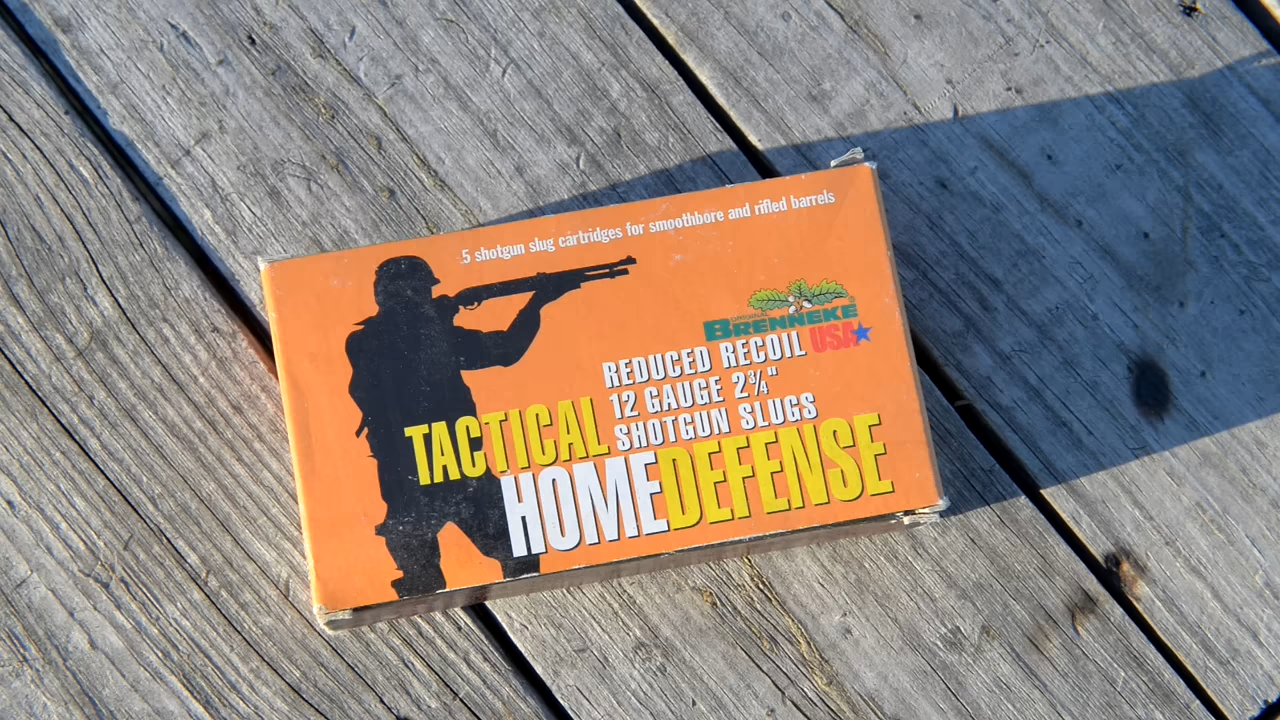 5 shotgun slug cartridges for smoothbore and rifled barrels
ORIGINAL
BRENNEKE®
USA
REDUCED RECOIL
12 GAUGE 2¾"
SHOTGUN SLUGS
TACTICAL
HOMEDEFENSE